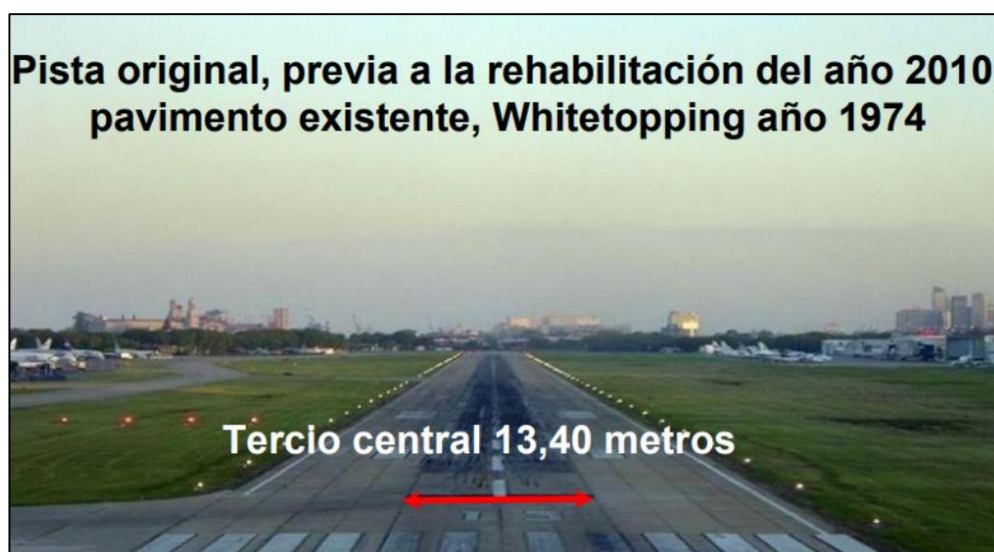 Pista original, previa a la rehabilitación del año 2010
pavimento existente, Whitetopping año 1974
Tercio central 13,40 metros